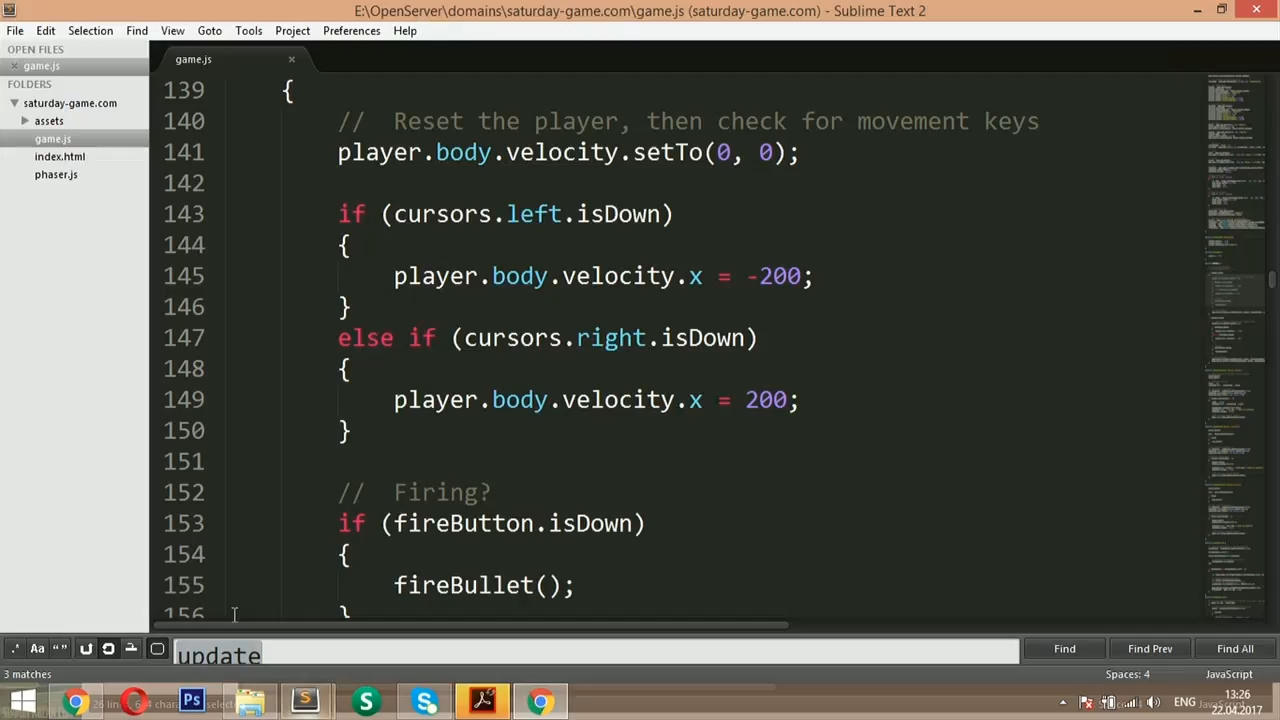 E:\OpenServer\domains\saturday-game.com\game.js (saturday-game.com) - Sublime Text 2
File Edit Selection Find View Goto Tools Project Preferences Help
OPEN FILES
game.js
FOLDERS
saturday-game.com
assets
game.js
index.html
phaser.js
game.js
139 {
140 // Reset the player, then check for movement keys
141 player.body.velocity.setTo(0, 0);
142
143 if (cursors.left.isDown)
144 {
145 player.body.velocity.x = -200;
146 }
147 else if (cursors.right.isDown)
148 {
149 player.body.velocity.x = 200;
150 }
151
152 // Firing?
153 if (fireButton.isDown)
154 {
155 fireBullet();
156 }
.* Aa “ ”
update
Find Find Prev Find All
3 matches
Spaces: 4 JavaScript
Ps S S
ENG
13:26
22.04.2017